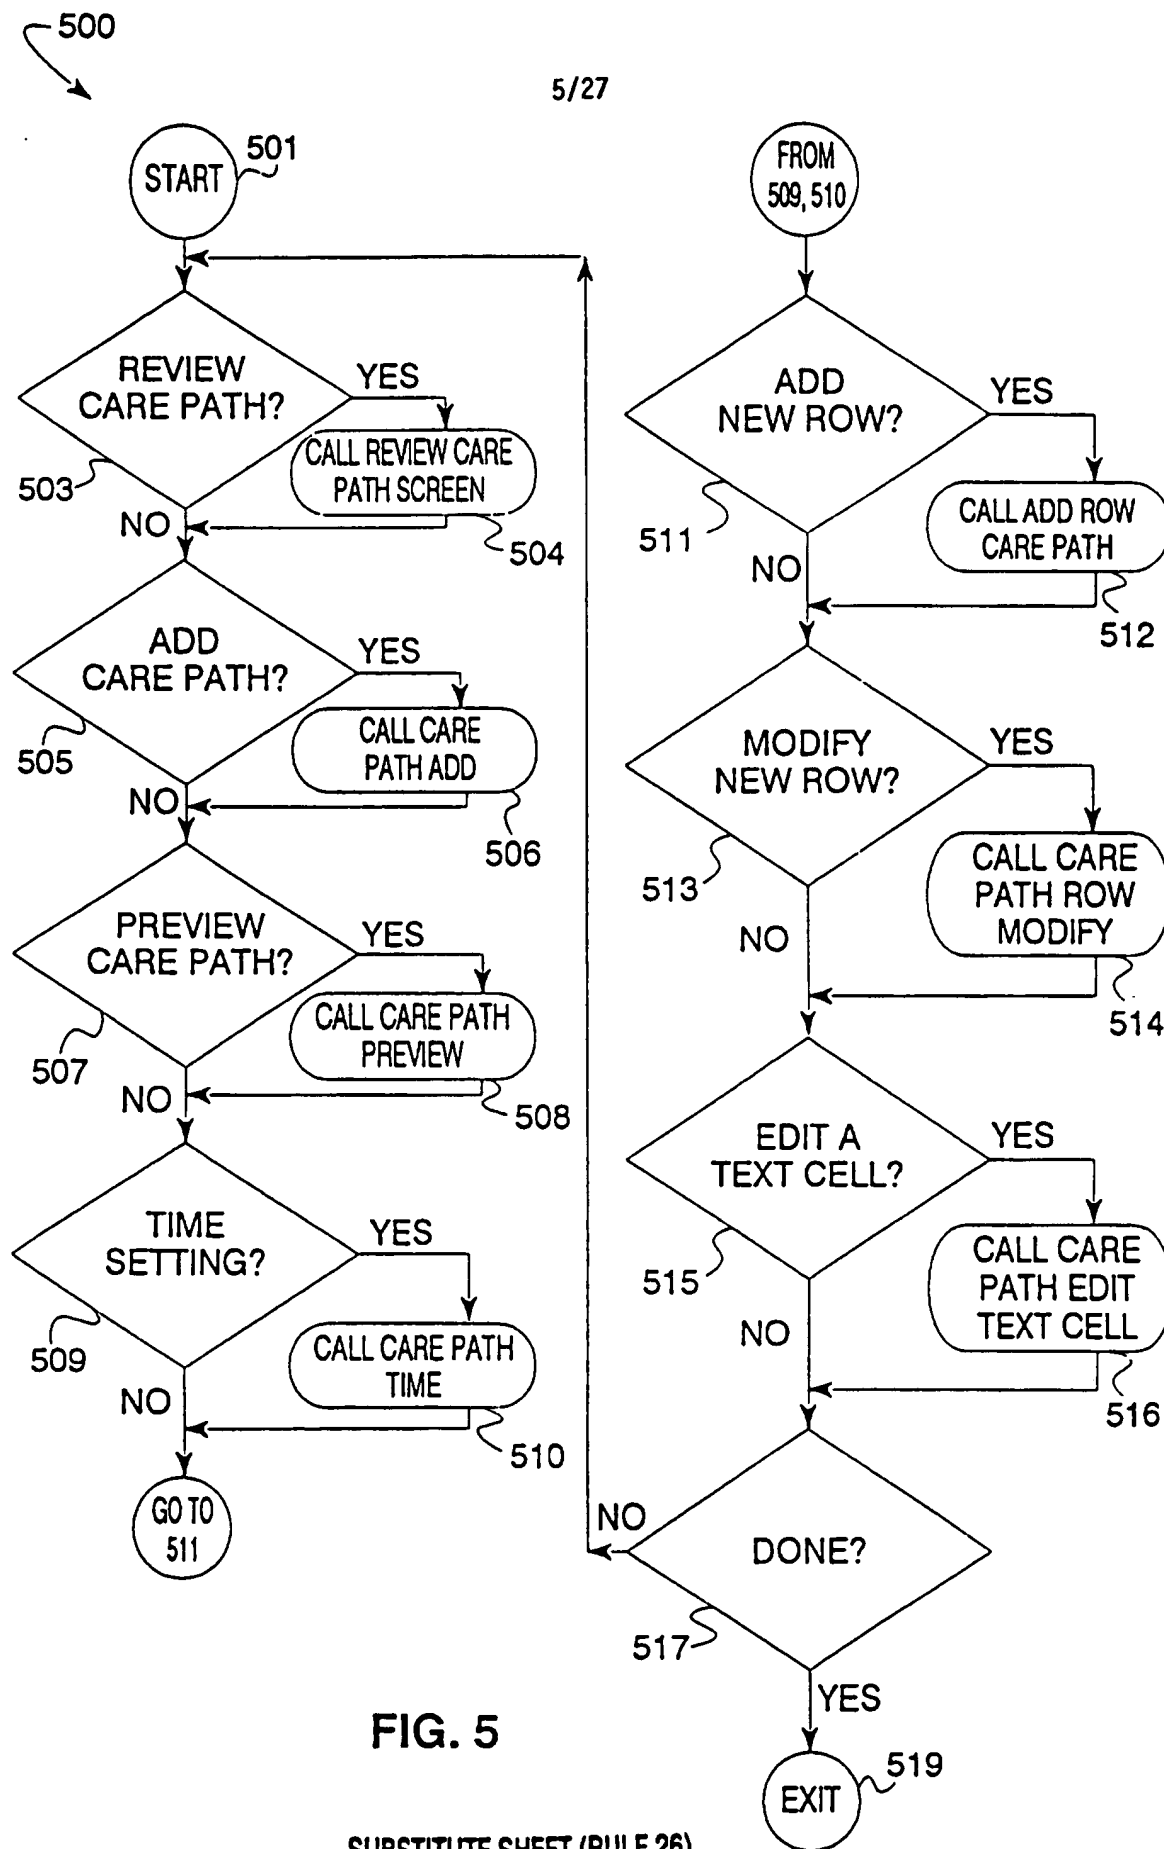 500
5/27
START
501
REVIEW
CARE PATH?
YES
503
CALL REVIEW CARE
PATH SCREEN
504
NO
ADD
CARE PATH?
YES
505
CALL CARE
PATH ADD
506
NO
PREVIEW
CARE PATH?
YES
507
CALL CARE PATH
PREVIEW
508
NO
TIME
SETTING?
YES
509
CALL CARE PATH
TIME
510
NO
GO TO
511
FROM
509, 510
ADD
NEW ROW?
YES
511
CALL ADD ROW
CARE PATH
512
NO
MODIFY
NEW ROW?
YES
513
CALL CARE
PATH ROW
MODIFY
514
NO
EDIT A
TEXT CELL?
YES
515
CALL CARE
PATH EDIT
TEXT CELL
516
NO
DONE?
NO
517
YES
EXIT
519
FIG. 5
SUBSTITUTE SHEET (RULE 26)